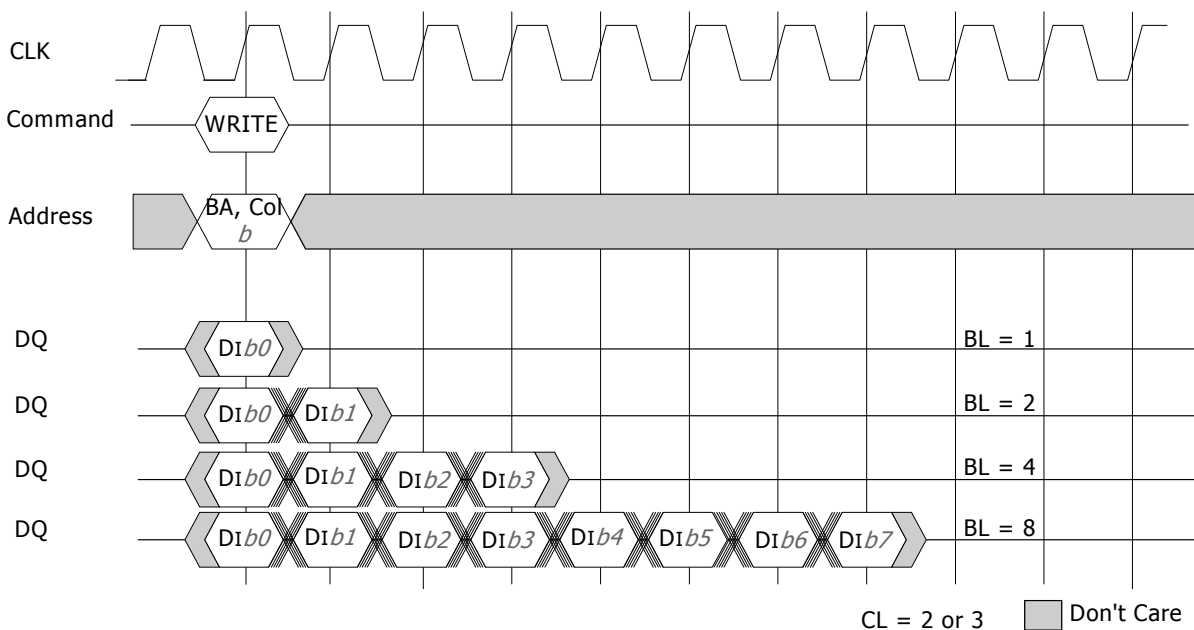 CLK
Command
WRITE
Address
BA, Col
b
DQ
DIb0
BL = 1
DQ
DIb0
DIb1
BL = 2
DQ
DIb0
DIb1
DIb2
DIb3
BL = 4
DQ
DIb0
DIb1
DIb2
DIb3
DIb4
DIb5
DIb6
DIb7
BL = 8
CL = 2 or 3
Don't Care